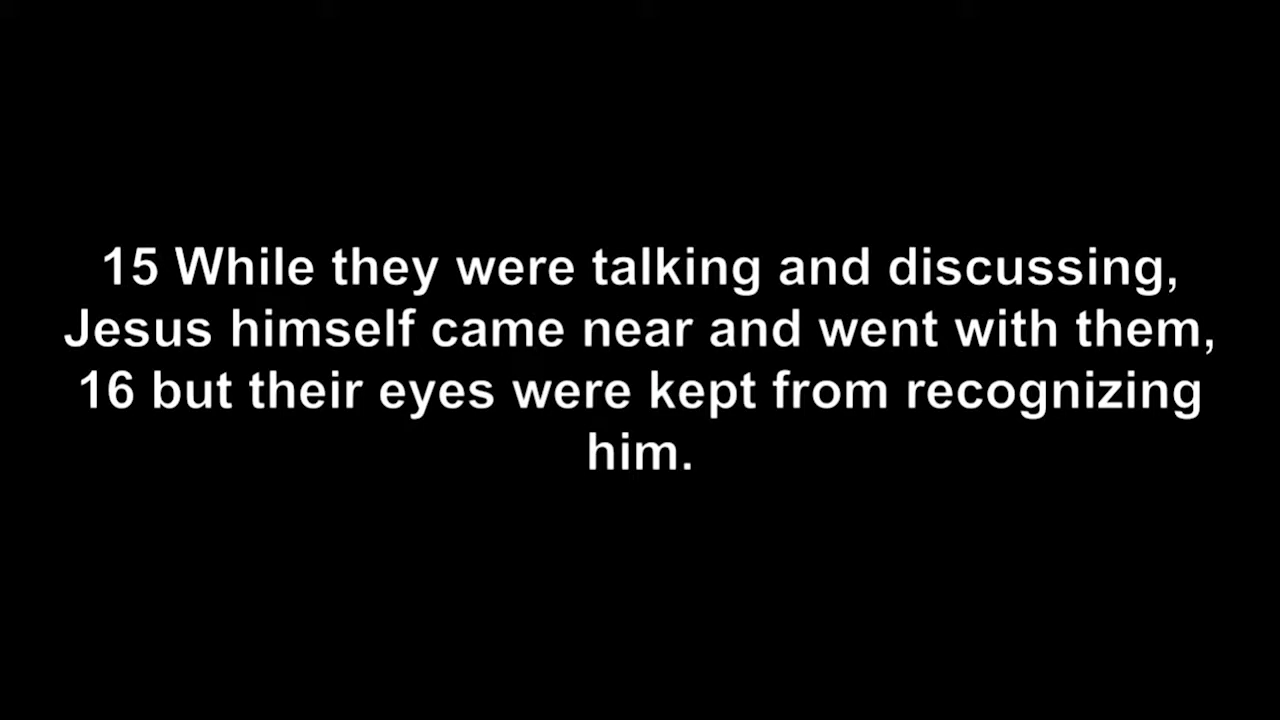 15 While they were talking and discussing,
Jesus himself came near and went with them,
16 but their eyes were kept from recognizing
him.